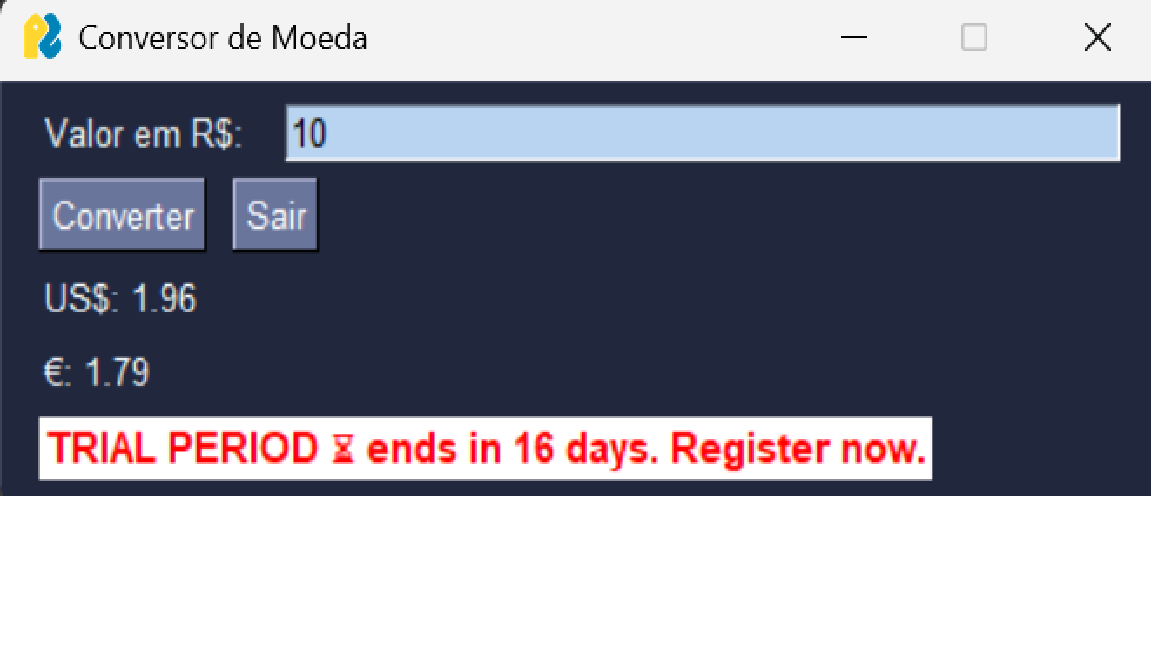 Conversor de Moeda
Valor em R$: 10
Converter Sair
US$: 1.96
€: 1.79
TRIAL PERIOD ⏳ ends in 16 days. Register now.